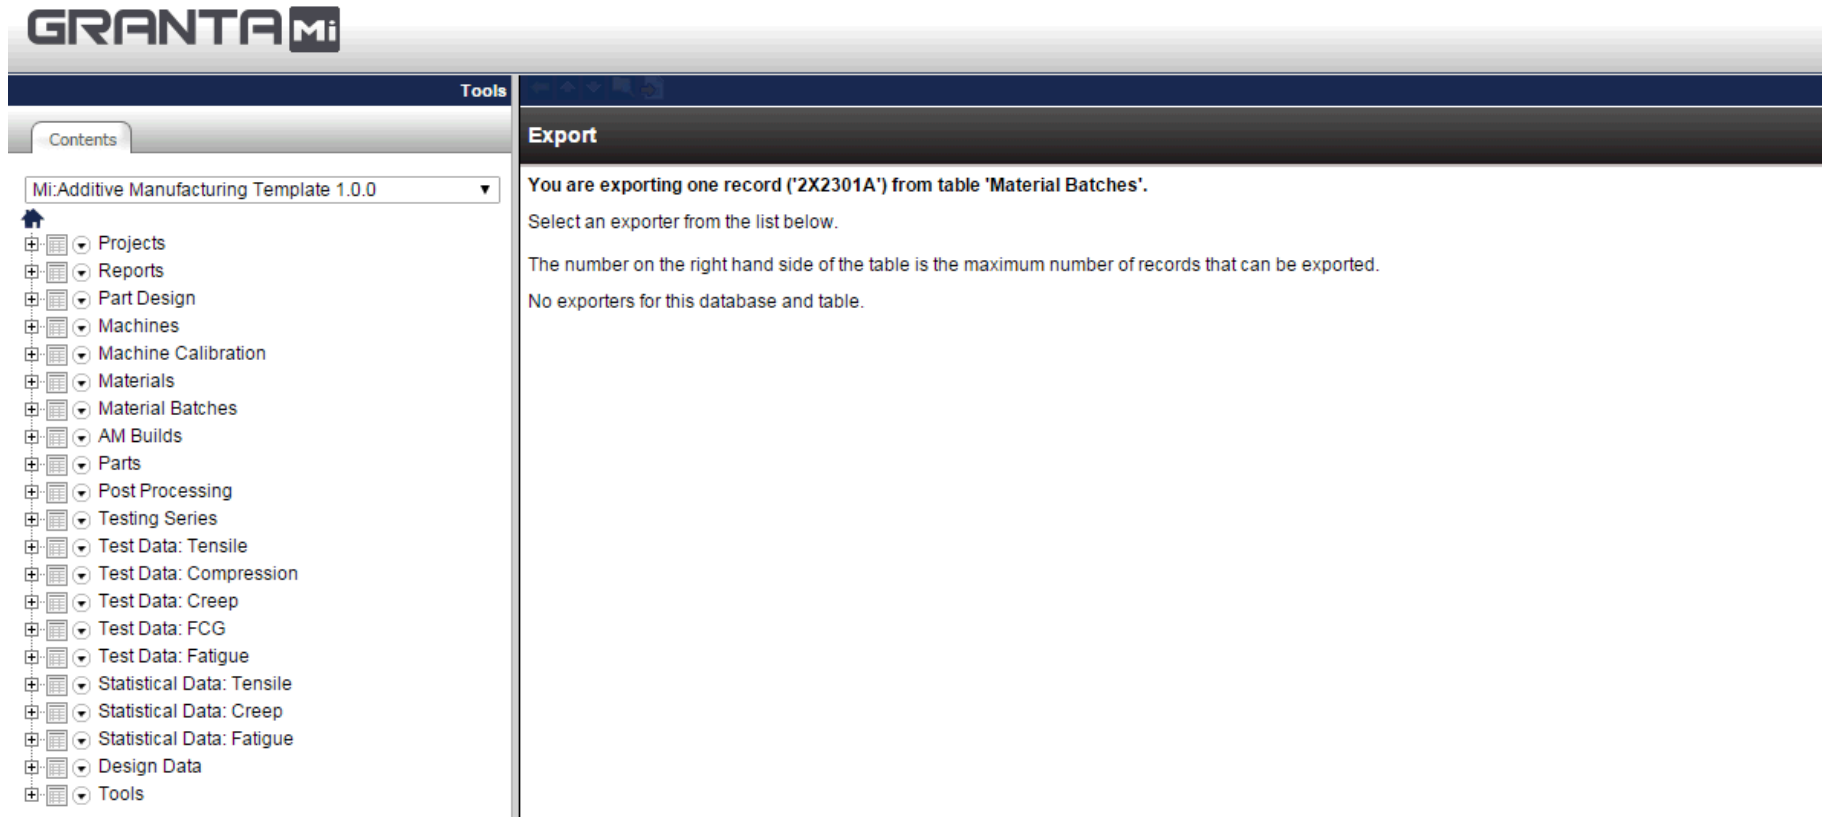 GRANTA Mi
Tools
Contents
Mi:Additive Manufacturing Template 1.0.0
Projects
Reports
Part Design
Machines
Machine Calibration
Materials
Material Batches
AM Builds
Parts
Post Processing
Testing Series
Test Data: Tensile
Test Data: Compression
Test Data: Creep
Test Data: FCG
Test Data: Fatigue
Statistical Data: Tensile
Statistical Data: Creep
Statistical Data: Fatigue
Design Data
Tools
Export
You are exporting one record ('2X2301A') from table 'Material Batches'.
Select an exporter from the list below.
The number on the right hand side of the table is the maximum number of records that can be exported.
No exporters for this database and table.